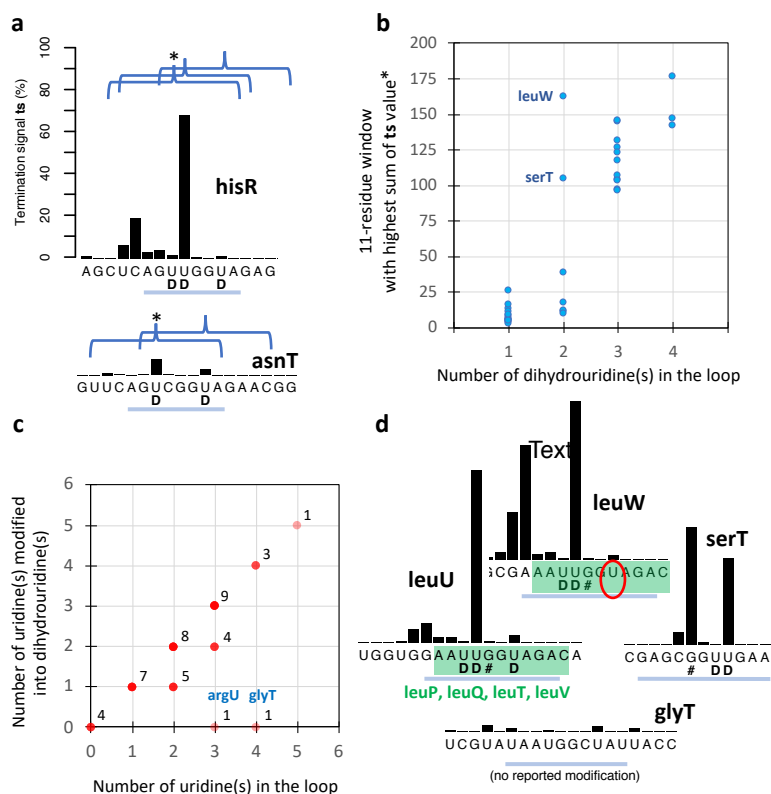 a
Termination signal ts (%)
100
80
60
40
20
0
*
hisR
AGCUCAGUUGGUAGAG
DD D
*
asnT
GUUCAGUCGGUAGAACGG
D D
b
11-residue window
with highest sum of ts value*
200
175
150
125
100
75
50
25
0
leuW
serT
1 2 3 4
Number of dihydrouridine(s) in the loop
c
Number of uridine(s) modified
into dihydrouridine(s)
6
5
4
3
2
1
0
1
3
9
8 4
7 5
argU glyT
4 1 1
0 1 2 3 4 5 6
Number of uridine(s) in the loop
d
Text
leuW
GCGAAAUUGGUAGAC
DD#
leuU
UGGUGGAAUUGGUAGACA
DD# D
leuP, leuQ, leuT, leuV
serT
CGAGCGGUUGAA
# DD
glyT
UCGUAUAAUGGCUAUUACC
(no reported modification)